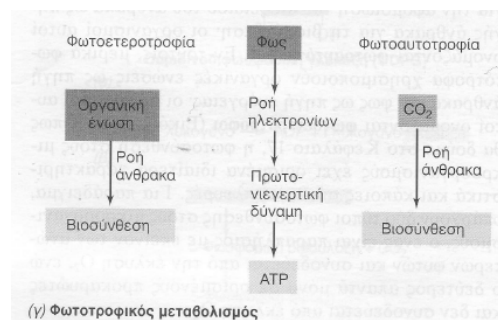 Φωτοετεροτροφία
Φως
Φωτοαυτοτροφία
Οργανική
ένωση
Ροή
ηλεκτρονίων
CO2
Ροή
άνθρακα
Πρωτο-
νιεγερτική
δύναμη
Ροή
άνθρακα
Βιοσύνθεση
Βιοσύνθεση
ATP
(γ) Φωτοτροφικός μεταβολισμός